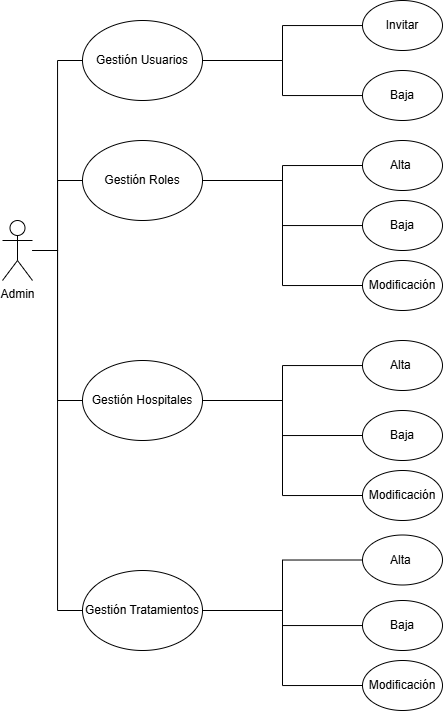 Invitar
Gestión Usuarios
Baja
Alta
Gestión Roles
Baja
Modificación
Admin
Alta
Gestión Hospitales
Baja
Modificación
Alta
Gestión Tratamientos
Baja
Modificación